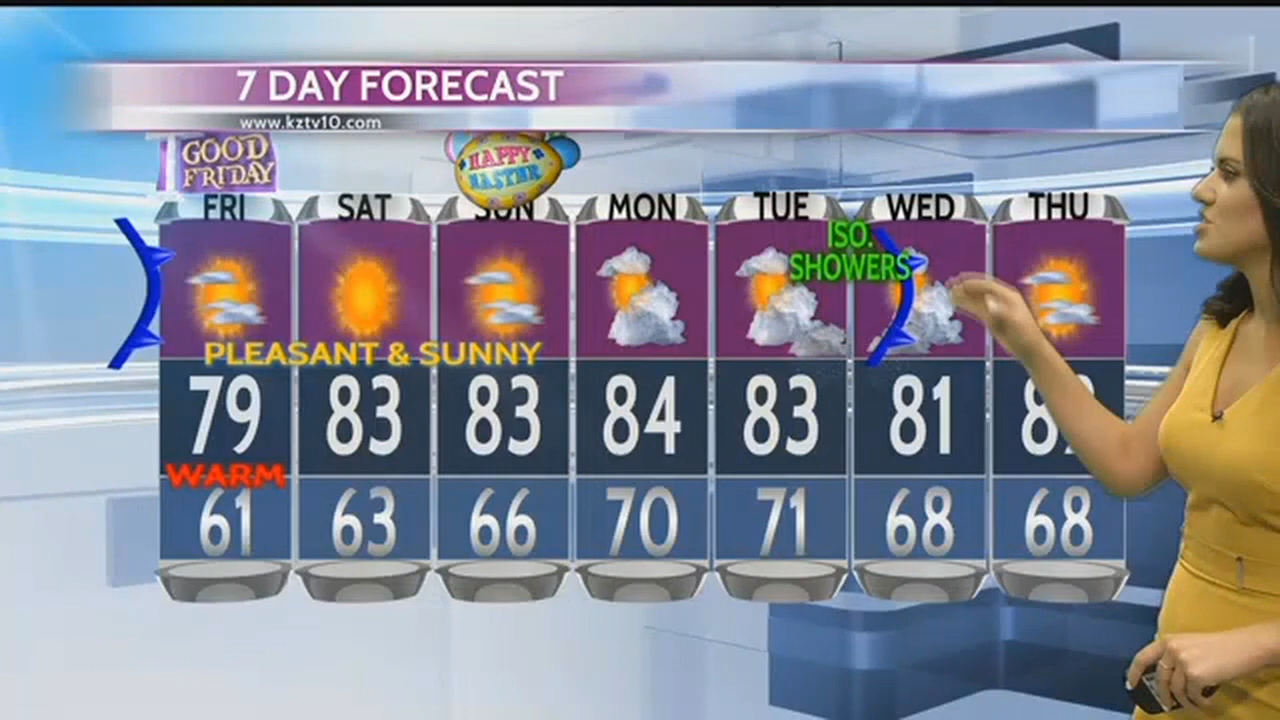 7 DAY FORECAST
www.kztv10.com
GOOD
FRIDAY
HAPPY
EASTER
FRI SAT SUN MON TUE WED THU
ISO.
SHOWERS
PLEASANT & SUNNY
79 83 83 84 83 81
WARM
61 63 66 70 71 68 68